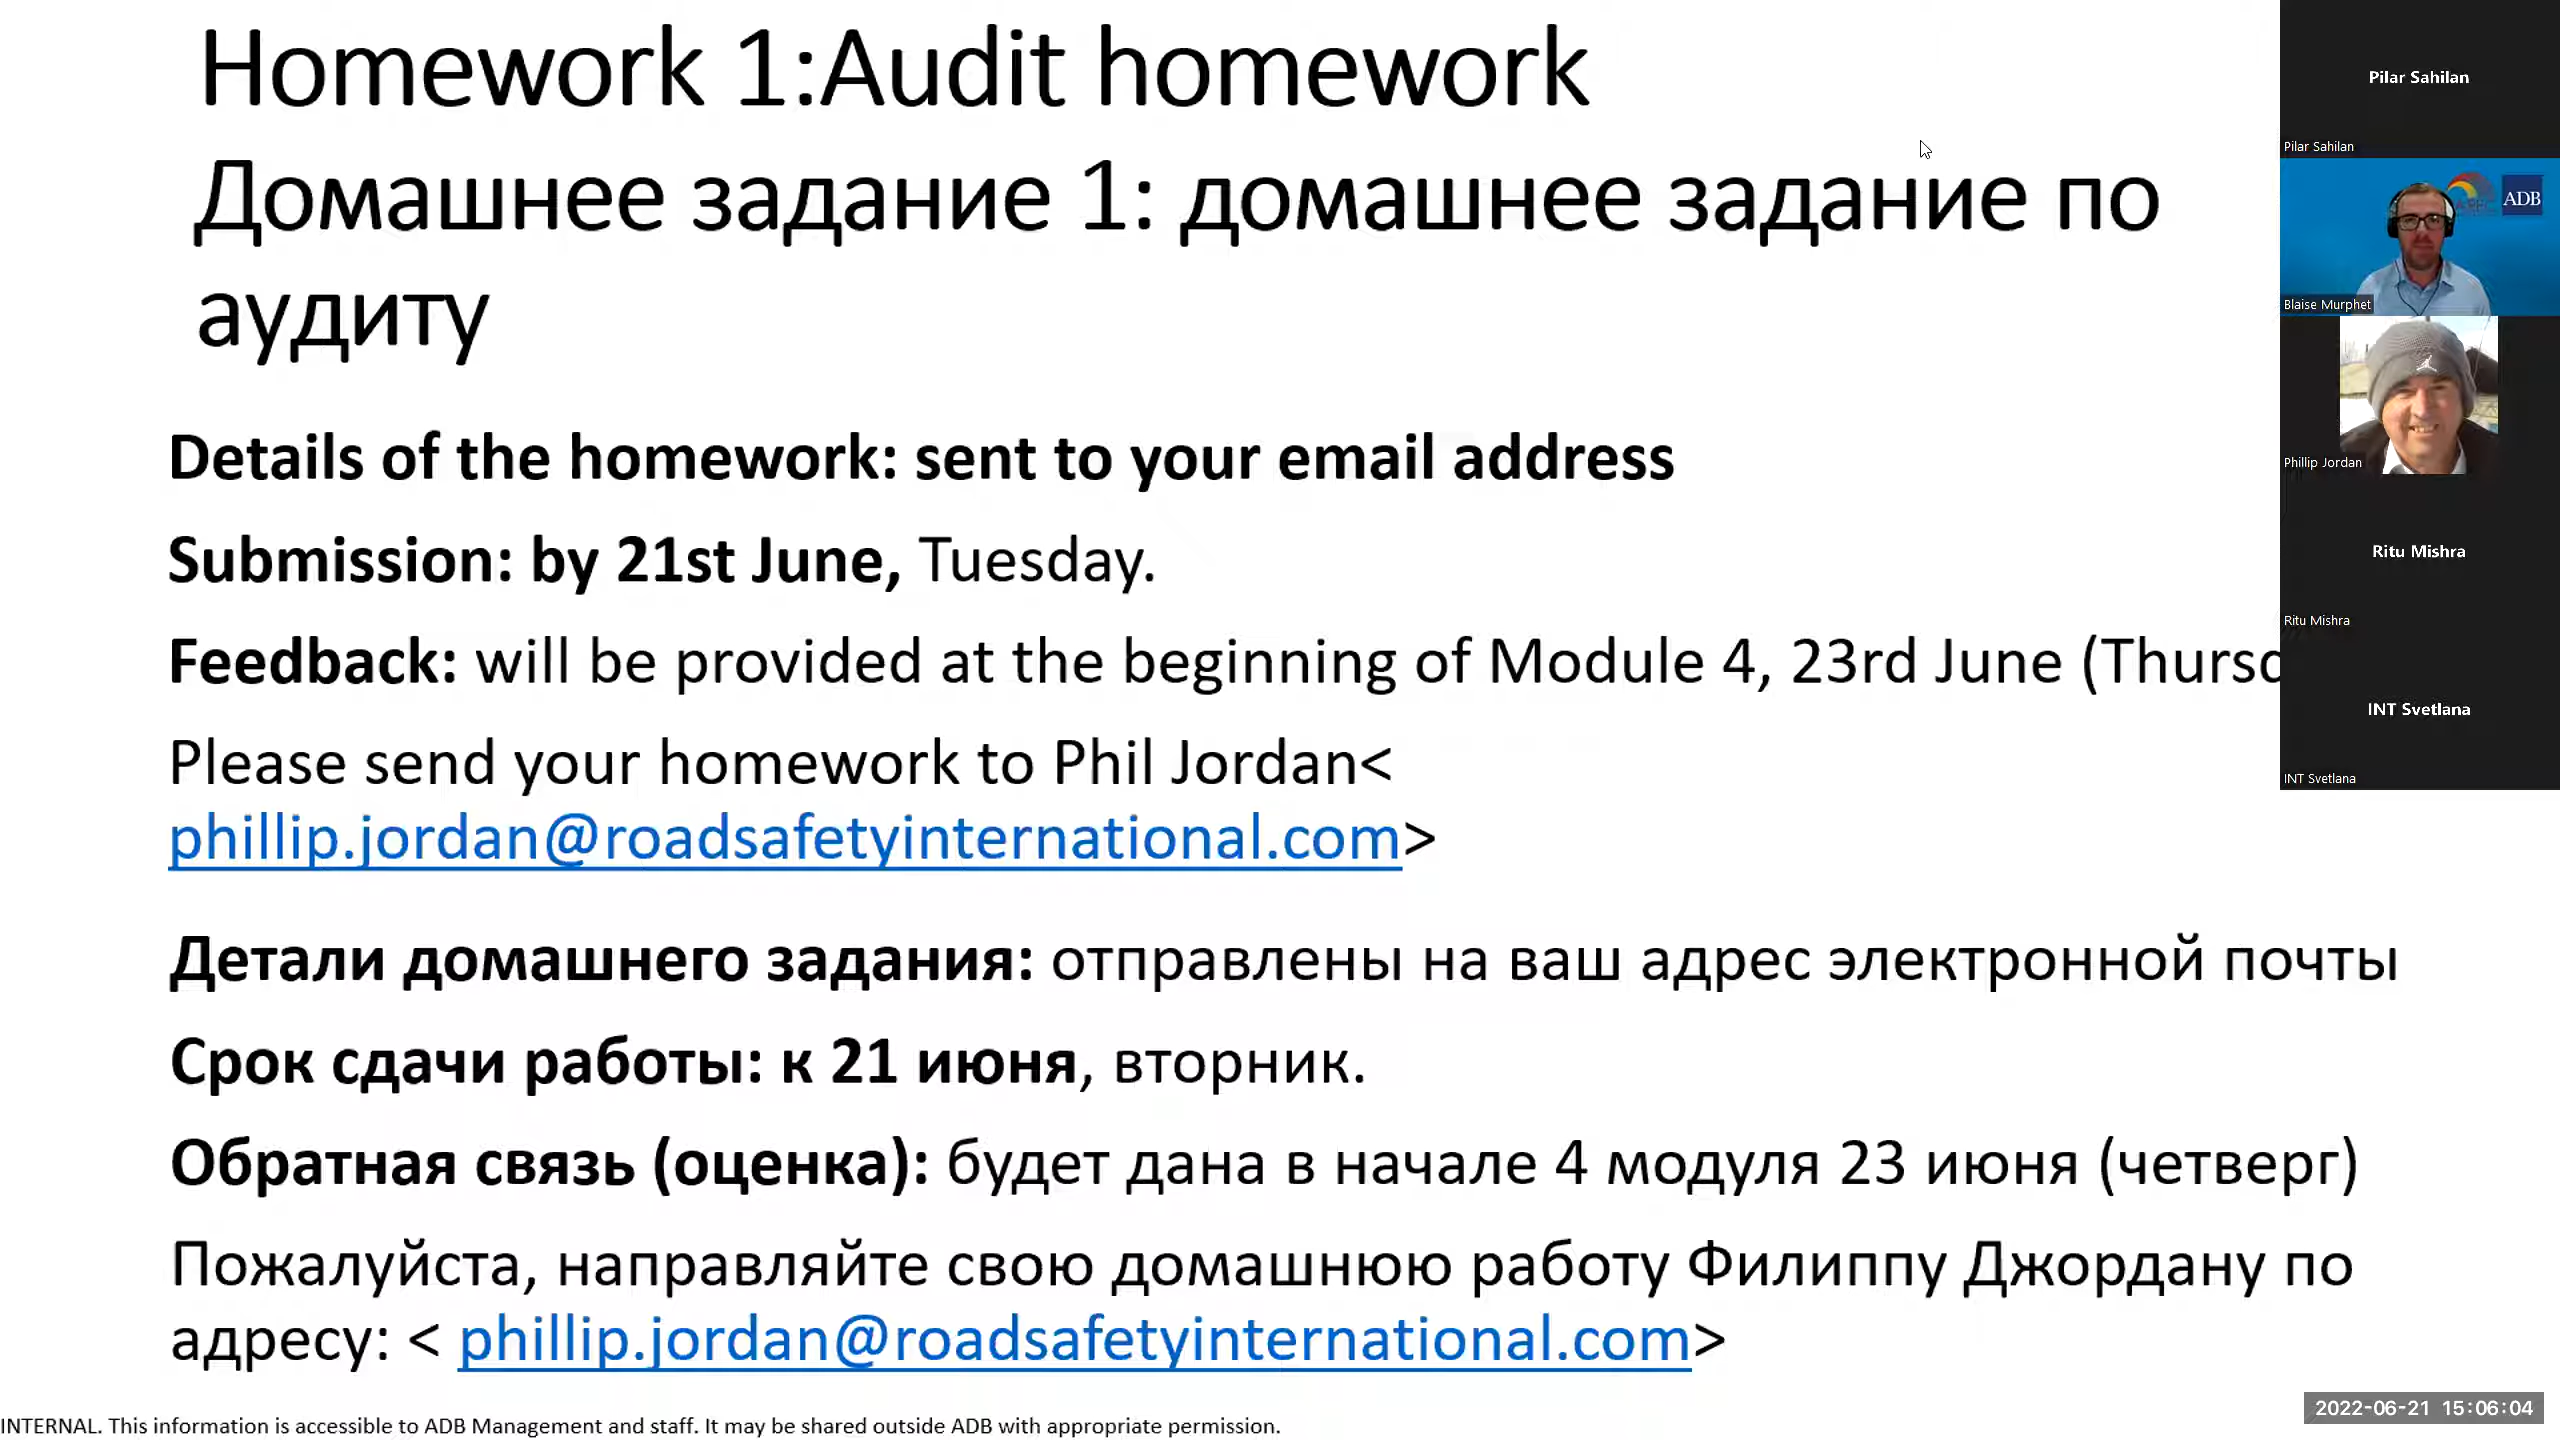 Homework 1:Audit homework
Домашнее задание 1: домашнее задание по
аудиту
Details of the homework: sent to your email address
Submission: by 21st June, Tuesday.
Feedback: will be provided at the beginning of Module 4, 23rd June (Thursd
Please send your homework to Phil Jordan<
phillip.jordan@roadsafetyinternational.com>
Детали домашнего задания: отправлены на ваш адрес электронной почты
Срок сдачи работы: к 21 июня, вторник.
Обратная связь (оценка): будет дана в начале 4 модуля 23 июня (четверг)
Пожалуйста, направляйте свою домашнюю работу Филиппу Джордану по
адресу: < phillip.jordan@roadsafetyinternational.com>
INTERNAL. This information is accessible to ADB Management and staff. It may be shared outside ADB with appropriate permission.
Pilar Sahilan
Pilar Sahilan
ADB
Blaise Murphet
Phillip Jordan
Ritu Mishra
Ritu Mishra
INT Svetlana
INT Svetlana
2022-06-21 15:06:04